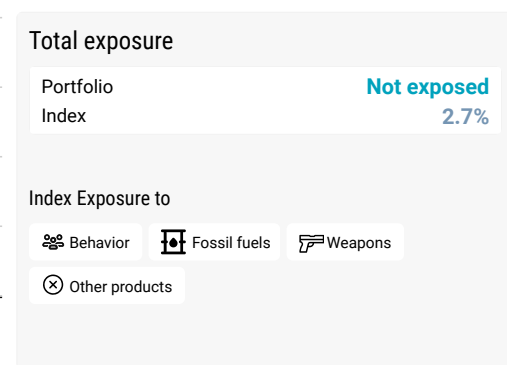 Total exposure
Portfolio Not exposed
Index 2.7%
Index Exposure to
Behavior Fossil fuels Weapons
Other products